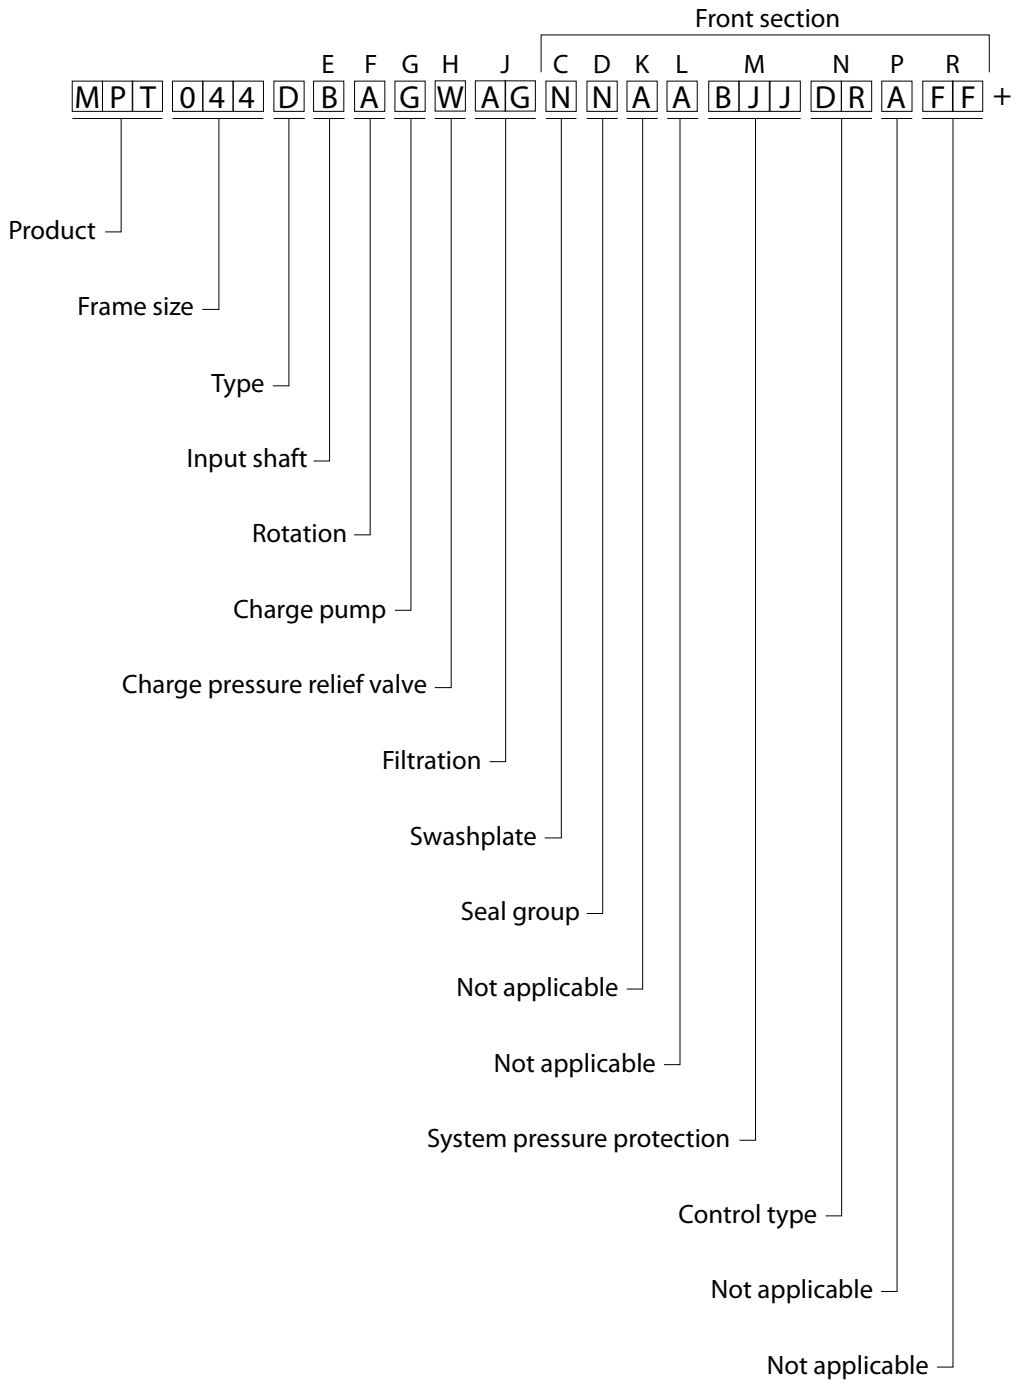 Front section
E F G H J C D K L M N P R
MPT 044 D B A G W AG N N A A BJJ DR A FF +
Product
Frame size
Type
Input shaft
Rotation
Charge pump
Charge pressure relief valve
Filtration
Swashplate
Seal group
Not applicable
Not applicable
System pressure protection
Control type
Not applicable
Not applicable